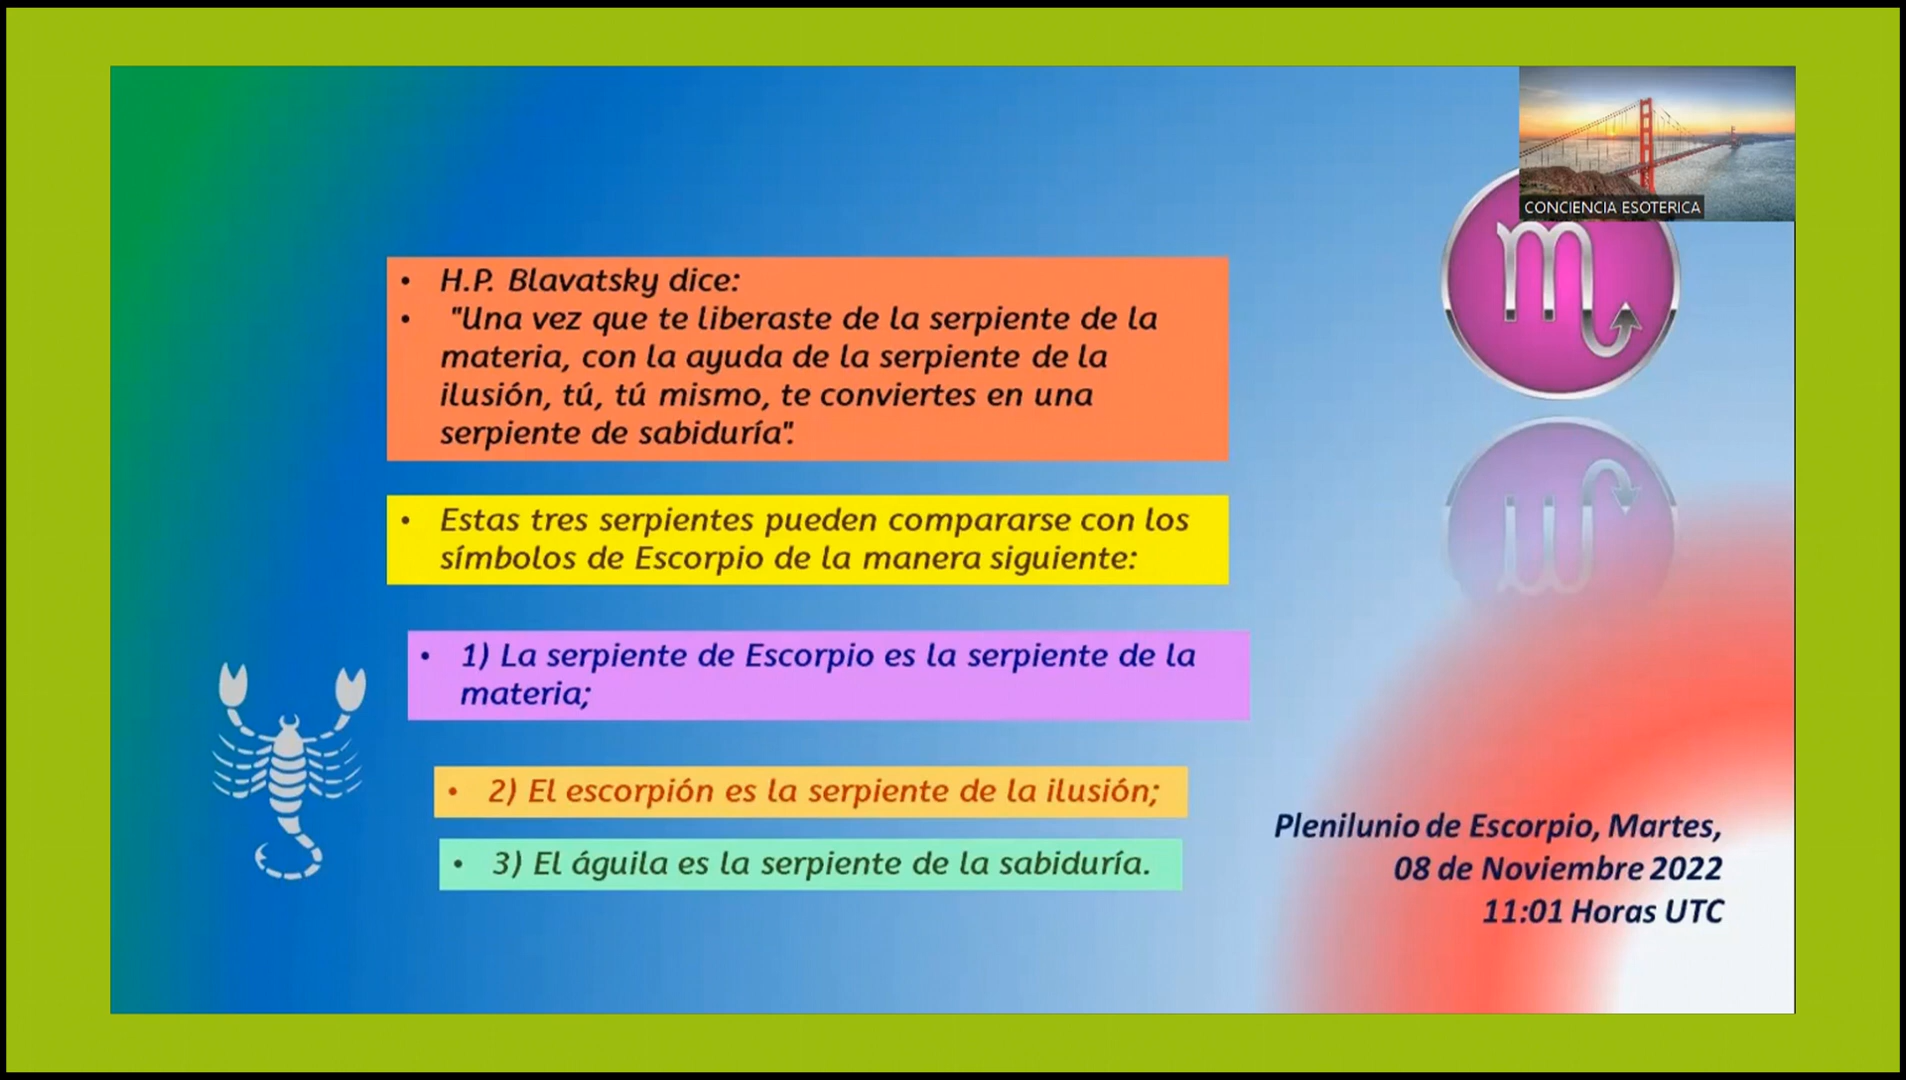 CONCIENCIA ESOTERICA
• H.P. Blavatsky dice:
• "Una vez que te liberaste de la serpiente de la
materia, con la ayuda de la serpiente de la
ilusión, tú, tú mismo, te conviertes en una
serpiente de sabiduría".
• Estas tres serpientes pueden compararse con los
símbolos de Escorpio de la manera siguiente:
• 1) La serpiente de Escorpio es la serpiente de la
materia;
• 2) El escorpión es la serpiente de la ilusión;
• 3) El águila es la serpiente de la sabiduría.
Plenilunio de Escorpio, Martes,
08 de Noviembre 2022
11:01 Horas UTC